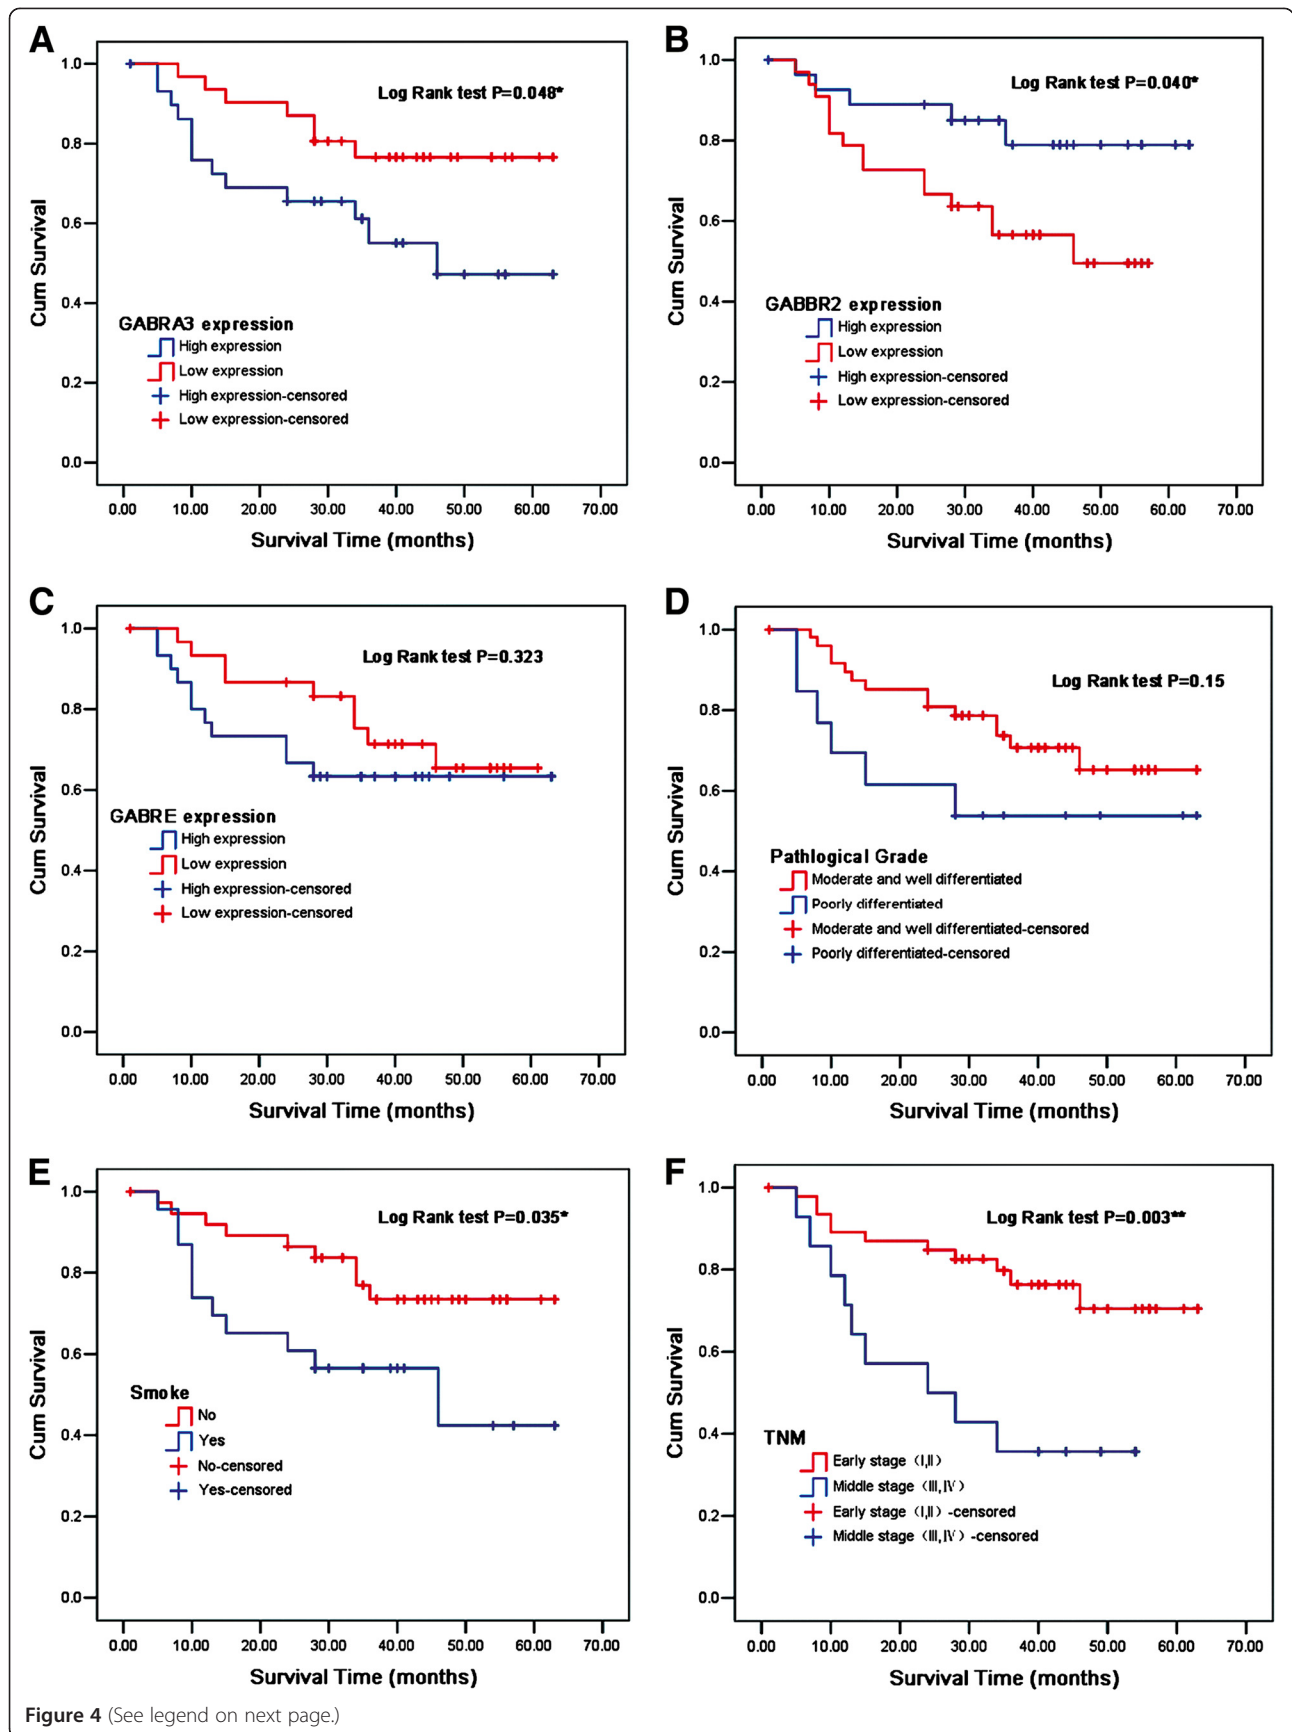 A
Log Rank test P=0.048*
Cum Survival
1.0
0.8
0.6
0.4
0.2
0.0
GABRA3 expression
High expression
Low expression
High expression-censored
Low expression-censored
0.00 10.00 20.00 30.00 40.00 50.00 60.00 70.00
Survival Time (months)
B
Log Rank test P=0.040*
Cum Survival
1.0
0.8
0.6
0.4
0.2
0.0
GABBR2 expression
High expression
Low expression
High expression-censored
Low expression-censored
0.00 10.00 20.00 30.00 40.00 50.00 60.00 70.00
Survival Time (months)
C
Log Rank test P=0.323
Cum Survival
1.0
0.8
0.6
0.4
0.2
0.0
GABRE expression
High expression
Low expression
High expression-censored
Low expression-censored
0.00 10.00 20.00 30.00 40.00 50.00 60.00 70.00
Survival Time (months)
D
Log Rank test P=0.15
Cum Survival
1.0
0.8
0.6
0.4
0.2
0.0
Pathlogical Grade
Moderate and well differentiated
Poorly differentiated
Moderate and well differentiated-censored
Poorly differentiated-censored
0.00 10.00 20.00 30.00 40.00 50.00 60.00 70.00
Survival Time (months)
E
Log Rank test P=0.035*
Cum Survival
1.0
0.8
0.6
0.4
0.2
0.0
Smoke
No
Yes
No-censored
Yes-censored
0.00 10.00 20.00 30.00 40.00 50.00 60.00 70.00
Survival Time (months)
F
Log Rank test P=0.003**
Cum Survival
1.0
0.8
0.6
0.4
0.2
0.0
TNM
Early stage（I,II）
Middle stage（III,IV）
Early stage（I,II）-censored
Middle stage（III,IV）-censored
0.00 10.00 20.00 30.00 40.00 50.00 60.00 70.00
Survival Time (months)
Figure 4 (See legend on next page.)